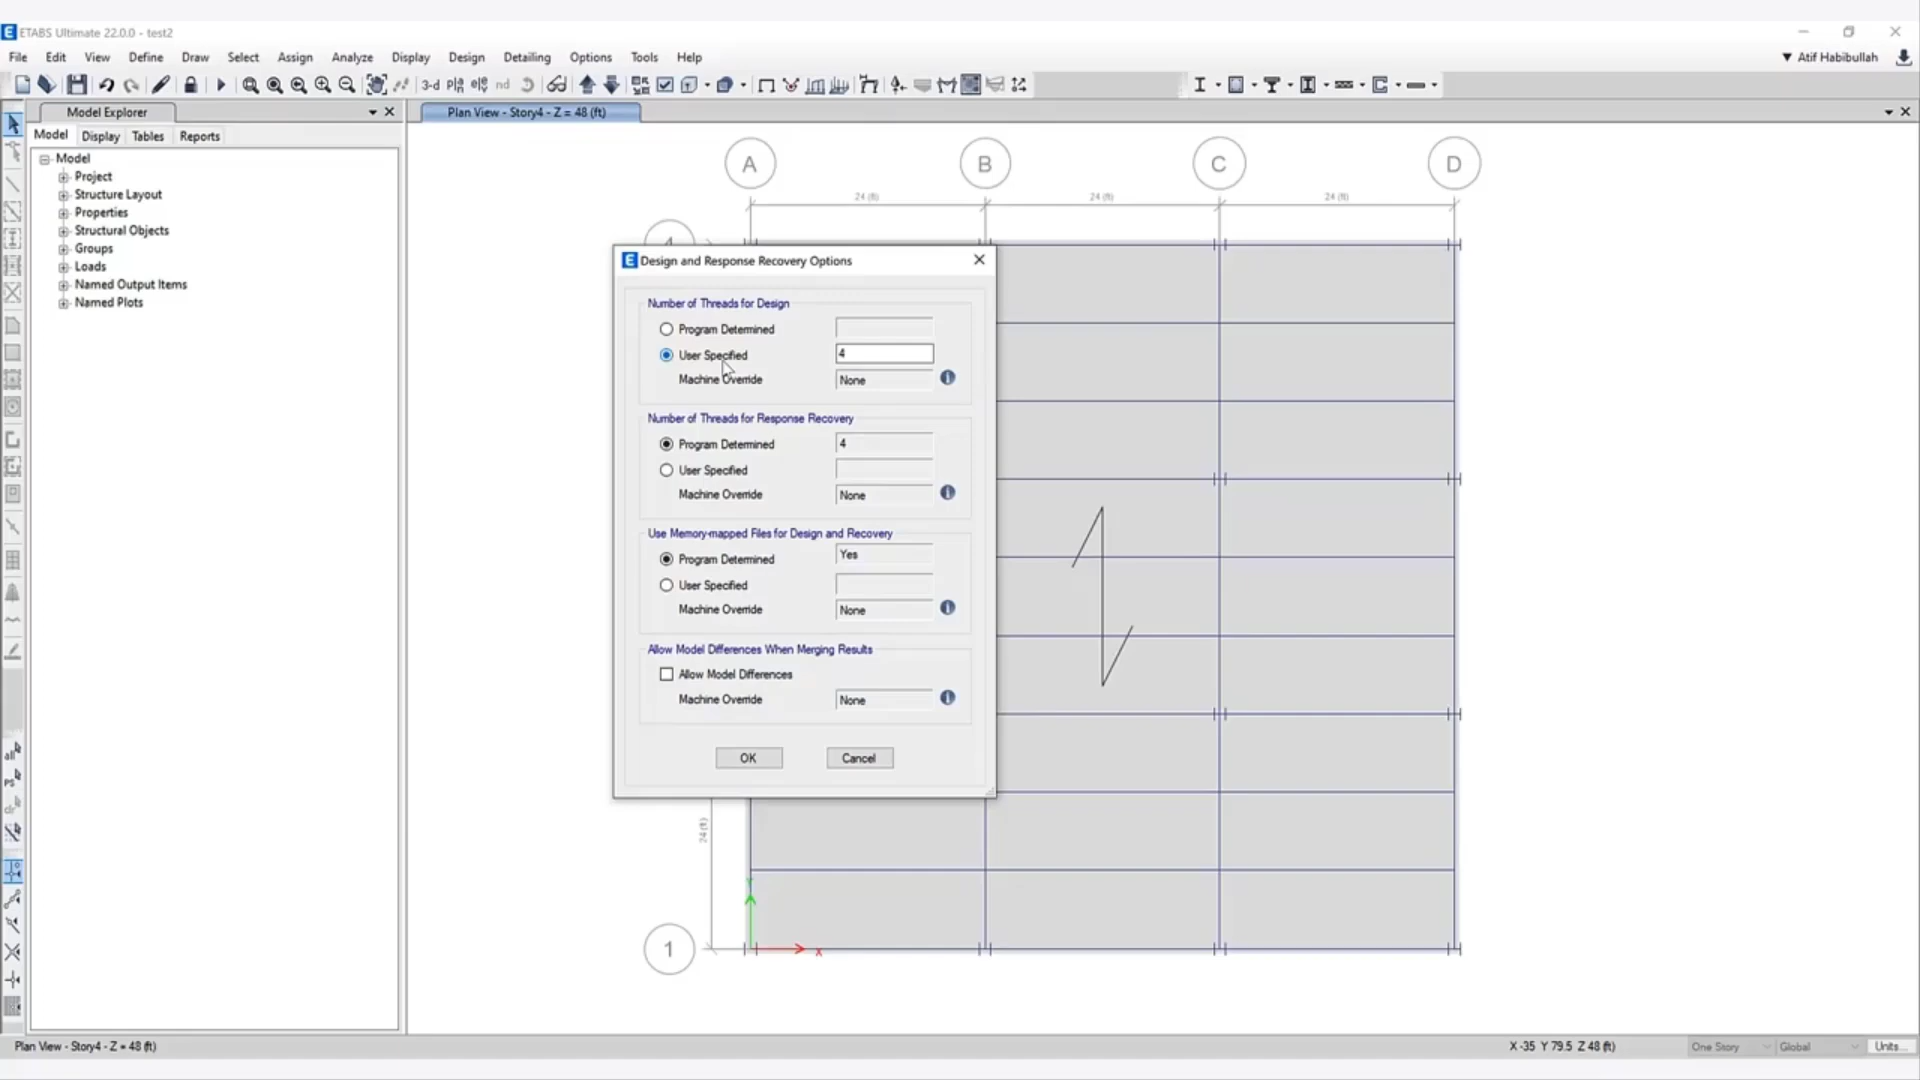 ETABS Ultimate 22.0.0 - test2
File Edit View Define Draw Select Assign Analyze Display Design Detailing Options Tools Help
Atif Habibullah
3-d nd
Model Explorer
Plan View - Story4 - Z = 48 (ft)
Model Display Tables Reports
Model
Project
Structure Layout
Properties
Structural Objects
Groups
Loads
Named Output Items
Named Plots
A B C D
24 (ft) 24 (ft) 24 (ft)
4
Design and Response Recovery Options
Number of Threads for Design
Program Determined
User Specified 4
Machine Override None
Number of Threads for Response Recovery
Program Determined 4
User Specified
Machine Override None
Use Memory-mapped Files for Design and Recovery
Program Determined Yes
User Specified
Machine Override None
Allow Model Differences When Merging Results
Allow Model Differences
Machine Override None
OK Cancel
24 (ft)
Y
1
X
all
PS
clr
Plan View - Story4 - Z = 48 (ft)
X -35 Y 79.5 Z 48 (ft)
One Story
Global
Units...